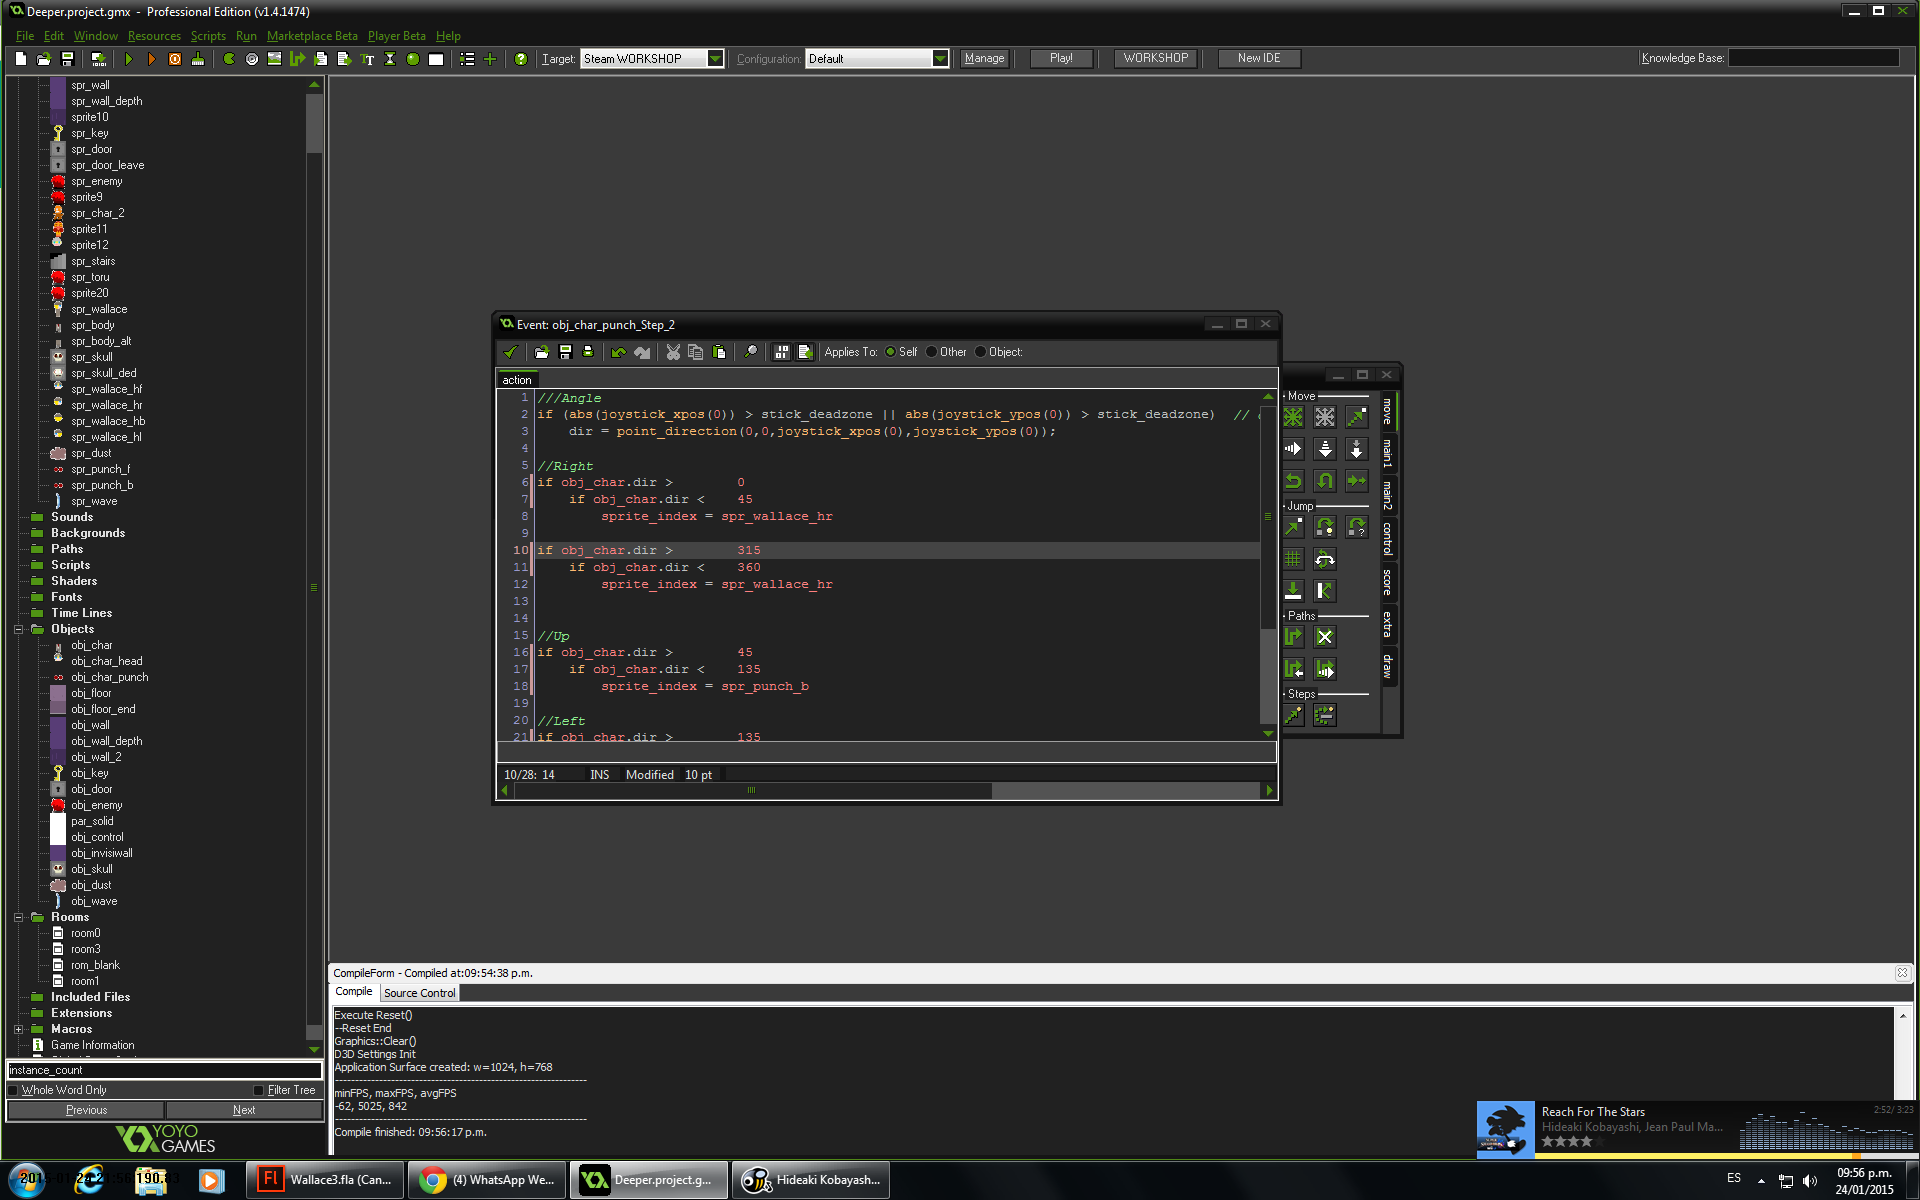 Deeper.project.gmx - Professional Edition (v1.4.1474)
File Edit Window Resources Scripts Run Marketplace Beta Player Beta Help
Target: Steam WORKSHOP Configuration: Default Manage Play! WORKSHOP New IDE Knowledge Base:
spr_wall
spr_wall_depth
sprite10
spr_key
spr_door
spr_door_leave
spr_enemy
sprite9
spr_char_2
sprite11
sprite12
spr_stairs
spr_toru
sprite20
spr_wallace
spr_body
spr_body_alt
spr_skull
spr_skull_ded
spr_wallace_hf
spr_wallace_hr
spr_wallace_hb
spr_wallace_hl
spr_dust
spr_punch_f
spr_punch_b
spr_wave
Sounds
Backgrounds
Paths
Scripts
Shaders
Fonts
Time Lines
Objects
obj_char
obj_char_head
obj_char_punch
obj_floor
obj_floor_end
obj_wall
obj_wall_depth
obj_wall_2
obj_key
obj_door
obj_enemy
par_solid
obj_control
obj_invisiwall
obj_skull
obj_dust
obj_wave
Rooms
room0
room3
rom_blank
room1
Included Files
Extensions
Macros
Game Information
instance_count
Whole Word Only Filter Tree
Previous Next
YOYO
GAMES
Event: obj_char_punch_Step_2
Applies To: Self Other Object:
action
1 ///Angle
2 if (abs(joystick_xpos(0)) > stick_deadzone || abs(joystick_ypos(0)) > stick_deadzone) //
3 dir = point_direction(0,0,joystick_xpos(0),joystick_ypos(0));
4
5 //Right
6 if obj_char.dir > 0
7 if obj_char.dir < 45
8 sprite_index = spr_wallace_hr
9
10 if obj_char.dir > 315
11 if obj_char.dir < 360
12 sprite_index = spr_wallace_hr
13
14
15 //Up
16 if obj_char.dir > 45
17 if obj_char.dir < 135
18 sprite_index = spr_punch_b
19
20 //Left
21 if obj_char.dir > 135
10/28: 14 INS Modified 10 pt
Move
Jump
Paths
Steps
move
main1
main2
control
score
extra
draw
CompileForm - Compiled at:09:54:38 p.m.
Compile Source Control
Execute Reset()
--Reset End
Graphics::Clear()
D3D Settings Init
Application Surface created: w=1024, h=768
minFPS, maxFPS, avgFPS
-62, 5025, 842
Compile finished: 09:56:17 p.m.
Reach For The Stars 2:52/ 3:23
Hideaki Kobayashi, Jean Paul Ma...
Wallace3.fla (Can...
(4) WhatsApp We...
Deeper.project.g...
Hideaki Kobayash...
ES
09:56 p.m.
24/01/2015